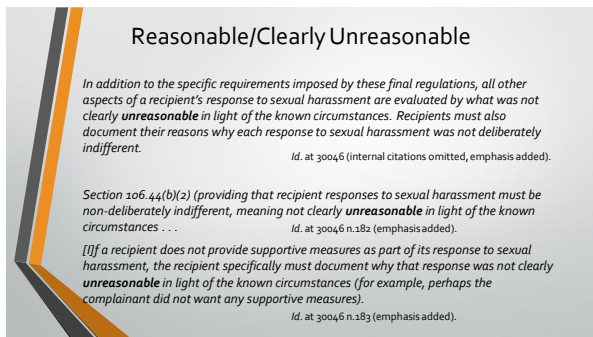 Reasonable/Clearly Unreasonable
In addition to the specific requirements imposed by these final regulations, all other
aspects of a recipient's response to sexual harassment are evaluated by what was not
clearly unreasonable in light of the known circumstances. Recipients must also
document their reasons why each response to sexual harassment was not deliberately
indifferent.
Id. at 30046 (internal citations omitted, emphasis added).
Section 106.44(b)(2) (providing that recipient responses to sexual harassment must be
non-deliberately indifferent, meaning not clearly unreasonable in light of the known
circumstances . . .
Id. at 30046 n.182 (emphasis added).
[I]f a recipient does not provide supportive measures as part of its response to sexual
harassment, the recipient specifically must document why that response was not clearly
unreasonable in light of the known circumstances (for example, perhaps the
complainant did not want any supportive measures).
Id. at 30046 n.183 (emphasis added).